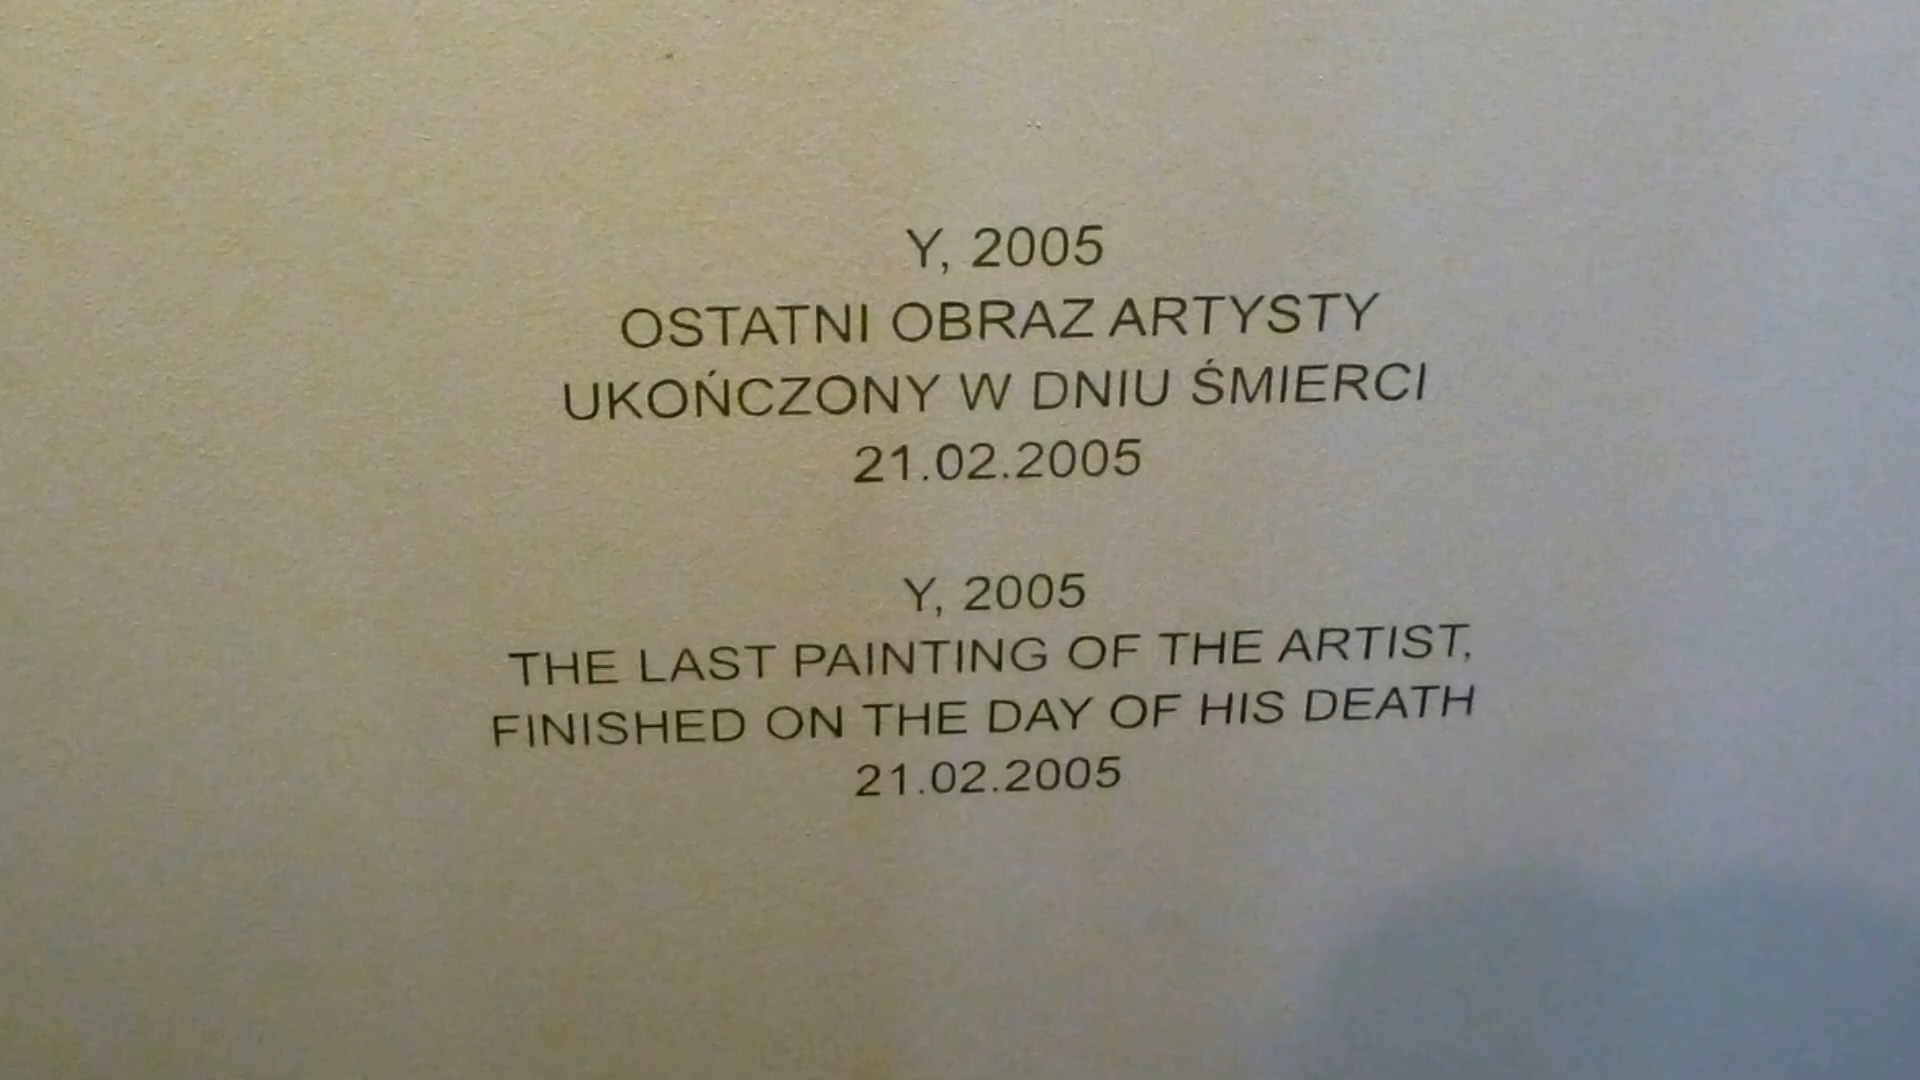 Y, 2005
OSTATNI OBRAZ ARTYSTY
UKOŃCZONY W DNIU ŚMIERCI
21.02.2005
Y, 2005
THE LAST PAINTING OF THE ARTIST,
FINISHED ON THE DAY OF HIS DEATH
21.02.2005